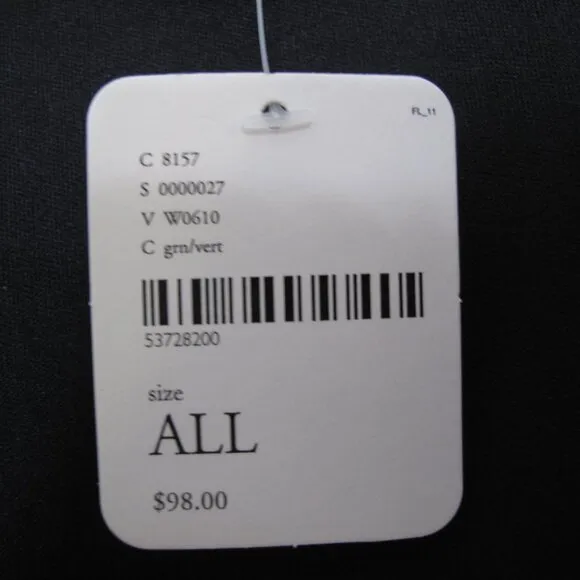 FL_11
C 8157
S 0000027
V W0610
C grn/vert
53728200
size
ALL
$98.00